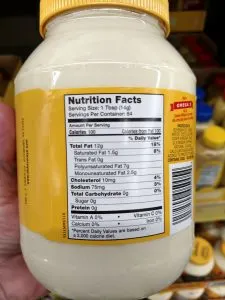 Nutrition Facts
Serving Size: 1 Tbsp (14g)
Servings Per Container: 64
Amount Per Serving
Calories 100 Calories from Fat 100
% Daily Value*
Total Fat 12g 18%
Saturated Fat 1.5g 8%
Trans Fat 0g
Polyunsaturated Fat 7g
Monounsaturated Fat 2.5g
Cholesterol 10mg 4%
Sodium 75mg 3%
Total Carbohydrate 0g 0%
Sugar 0g
Protein 0g
Vitamin A 0% • Vitamin C 0%
Calcium 0% • Iron 0%
*Percent Daily Values are based on
a 2,000 calorie diet.
OMEGA 3